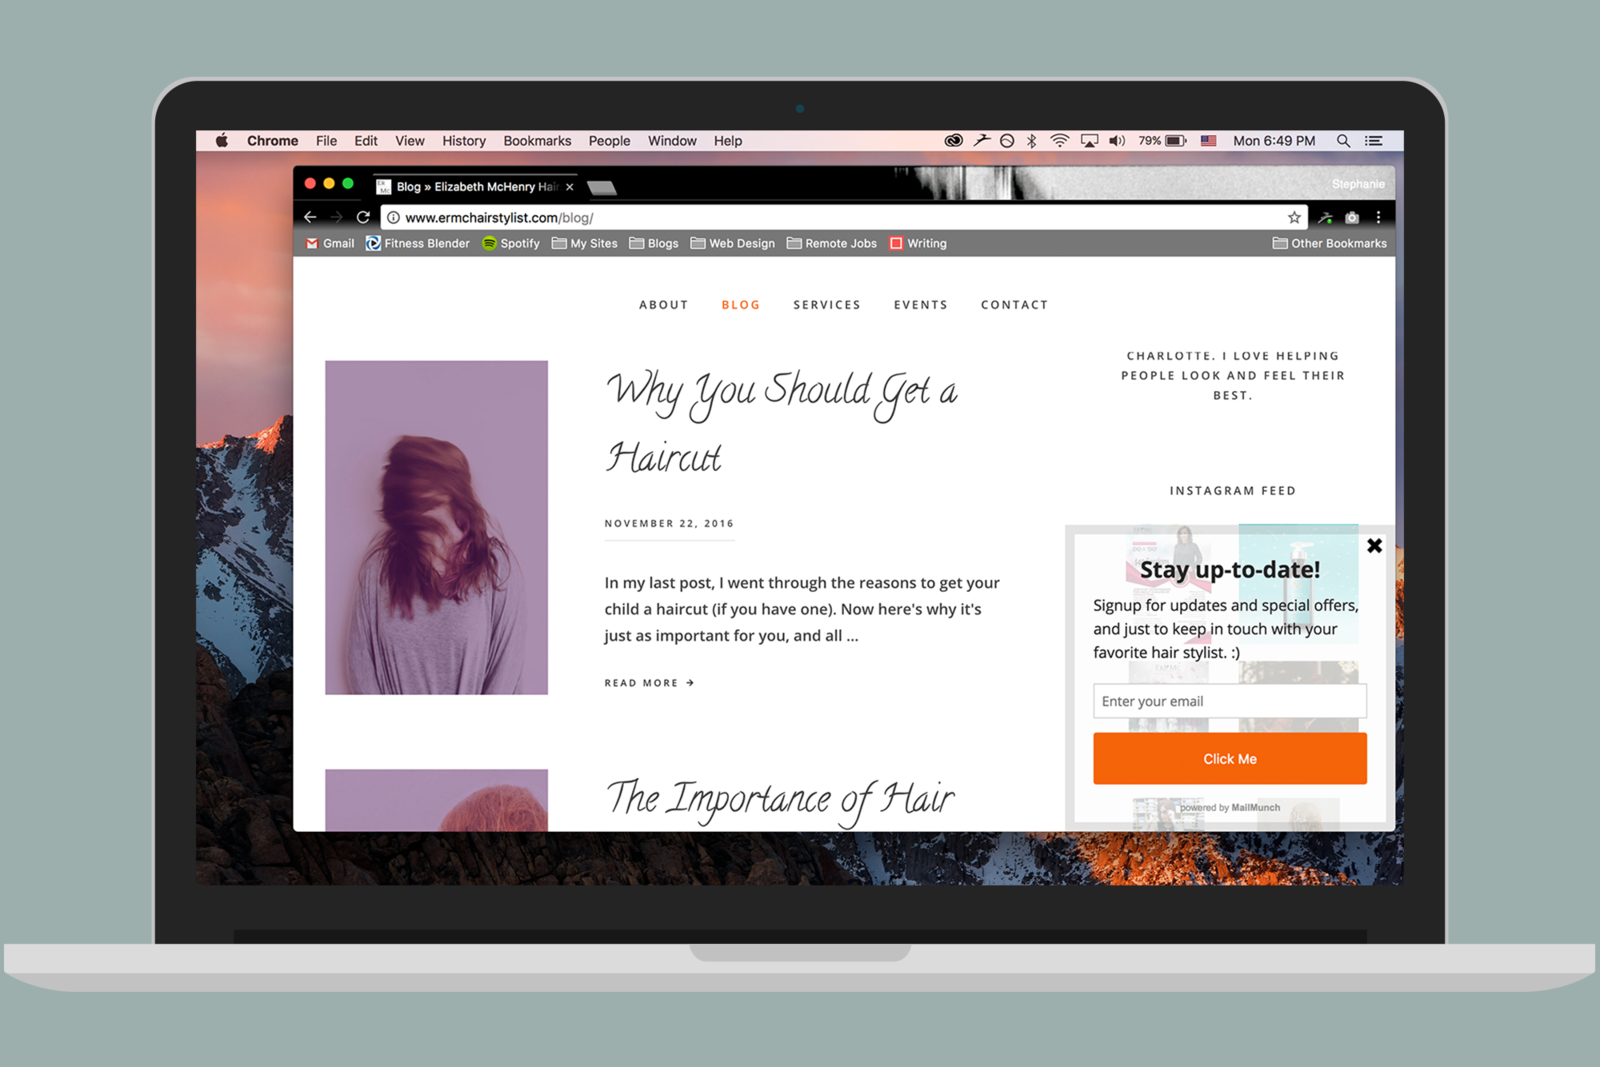 Chrome File Edit View History Bookmarks People Window Help 79% Mon 6:49 PM
Blog » Elizabeth McHenry Hair
Stephanie
www.ermchairstylist.com/blog/
Gmail Fitness Blender Spotify My Sites Blogs Web Design Remote Jobs Writing Other Bookmarks
ABOUT BLOG SERVICES EVENTS CONTACT
Why You Should Get a
Haircut
NOVEMBER 22, 2016
In my last post, I went through the reasons to get your
child a haircut (if you have one). Now here's why it's
just as important for you, and all ...
READ MORE →
The Importance of Hair
CHARLOTTE. I LOVE HELPING
PEOPLE LOOK AND FEEL THEIR
BEST.
INSTAGRAM FEED
Stay up-to-date!
Signup for updates and special offers,
and just to keep in touch with your
favorite hair stylist. :)
Enter your email
Click Me
powered by MailMunch